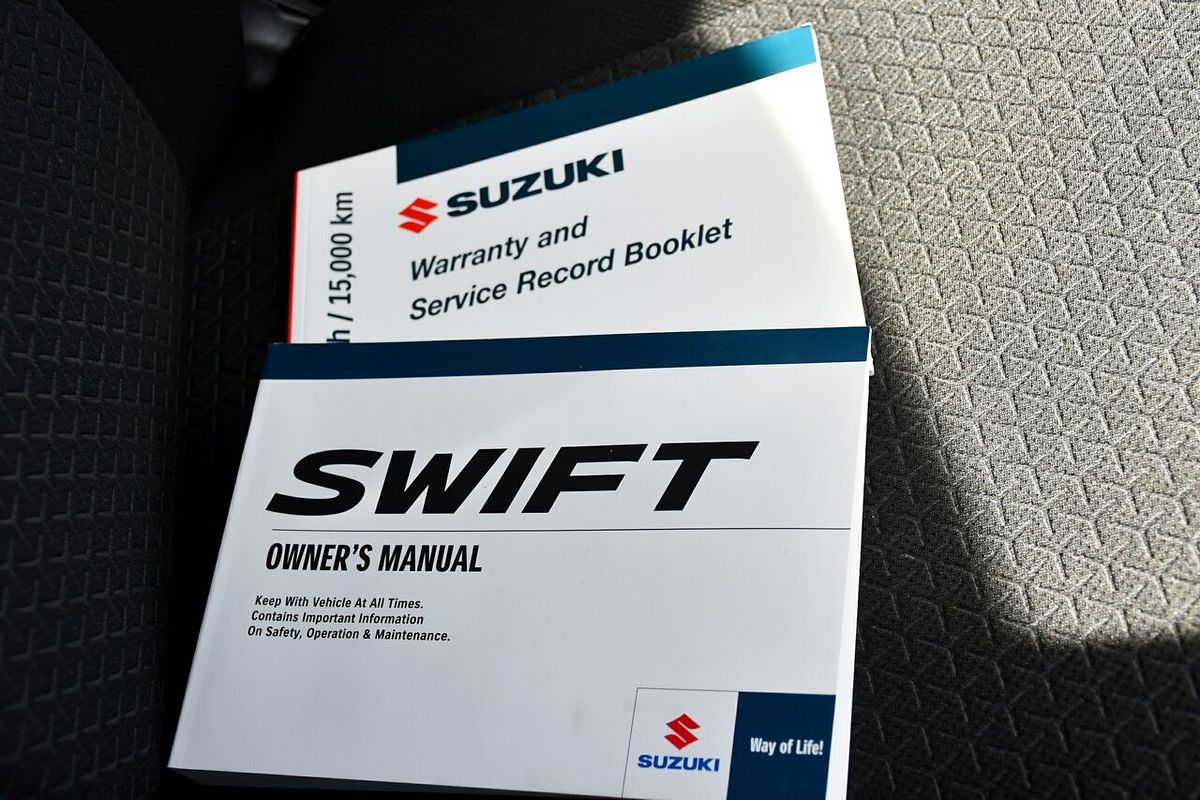 SUZUKI
Warranty and
Service Record Booklet
/ 15,000 km
SWIFT
OWNER'S MANUAL
Keep With Vehicle At All Times.
Contains Important Information
On Safety, Operation & Maintenance.
SUZUKI
Way of Life!